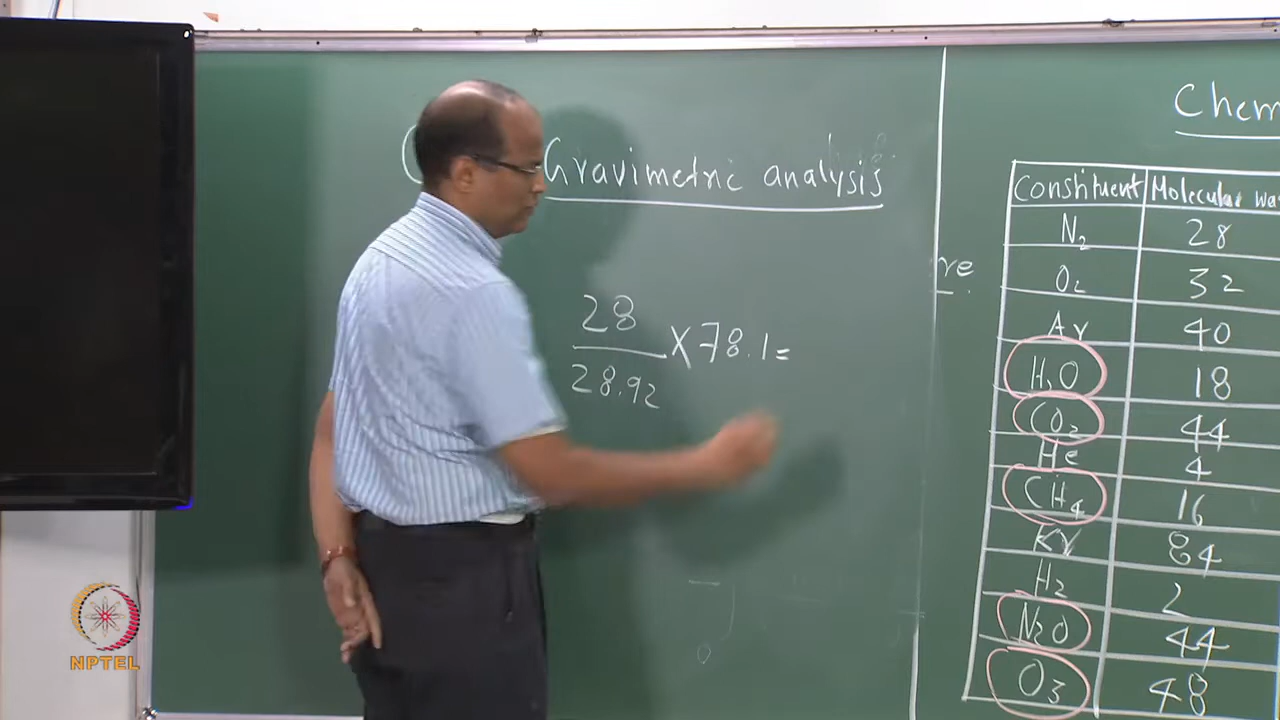 Gravimetric analysis
28
28.92
X 78.1 =
re
Chem
Constituent Molecular
N2 28
O2 32
Ar 40
H2O 18
CO2 44
He 4
CH4 16
Kr 84
H2 2
N2O 44
O3 48
NPTEL